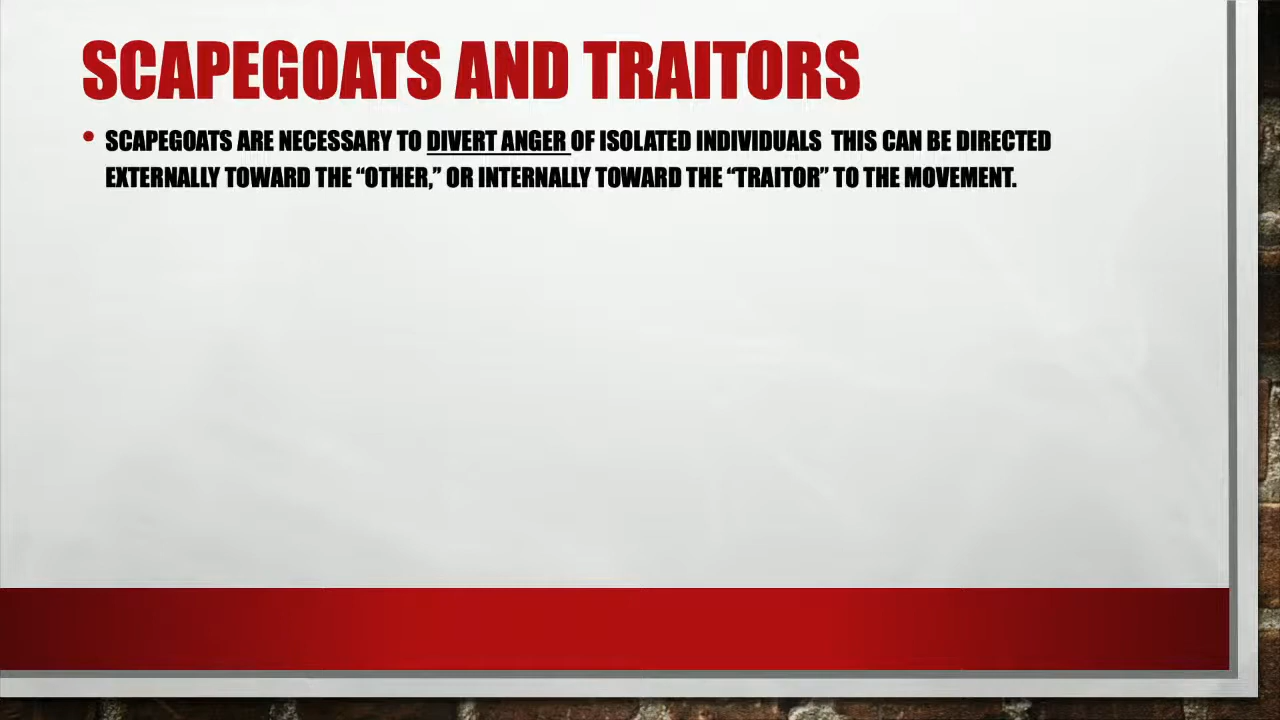 SCAPEGOATS AND TRAITORS
• SCAPEGOATS ARE NECESSARY TO DIVERT ANGER OF ISOLATED INDIVIDUALS  THIS CAN BE DIRECTED
EXTERNALLY TOWARD THE “OTHER,” OR INTERNALLY TOWARD THE “TRAITOR” TO THE MOVEMENT.